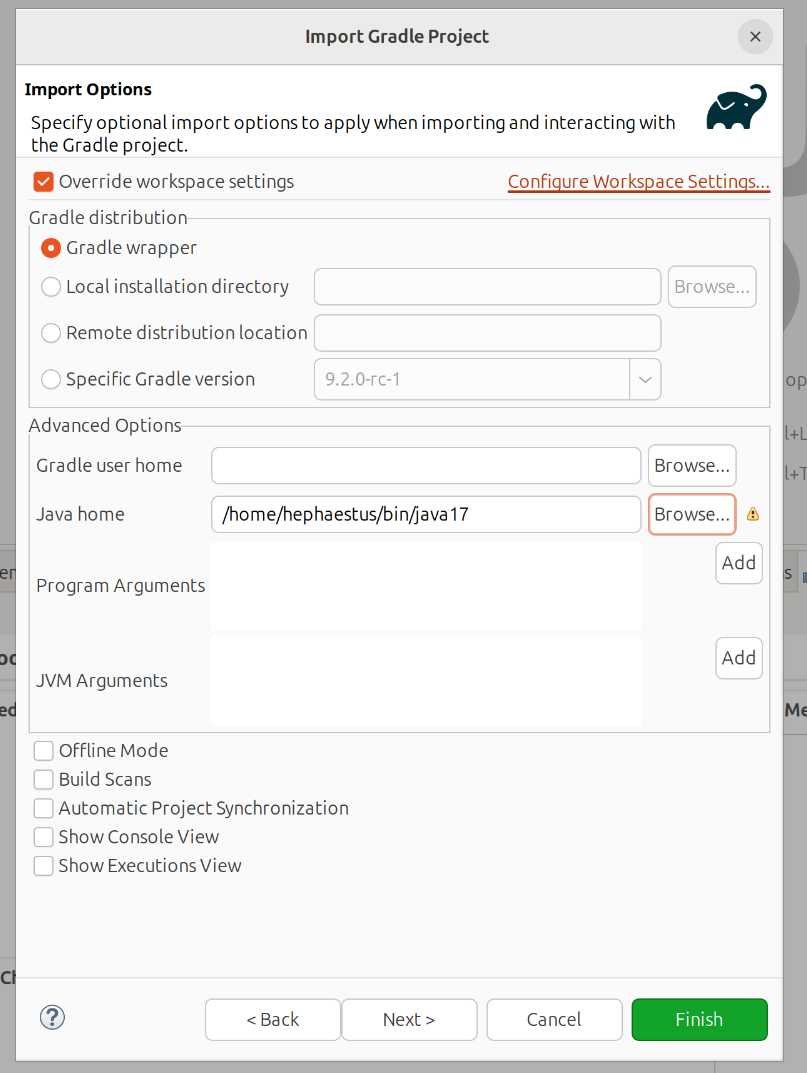 Import Gradle Project
Import Options
Specify optional import options to apply when importing and interacting with
the Gradle project.
Override workspace settings
Configure Workspace Settings...
Gradle distribution
Gradle wrapper
Local installation directory
Browse...
Remote distribution location
Specific Gradle version
9.2.0-rc-1
Advanced Options
Gradle user home
Browse...
Java home
/home/hephaestus/bin/java17
Browse...
Program Arguments
Add
JVM Arguments
Add
Offline Mode
Build Scans
Automatic Project Synchronization
Show Console View
Show Executions View
?
< Back
Next >
Cancel
Finish